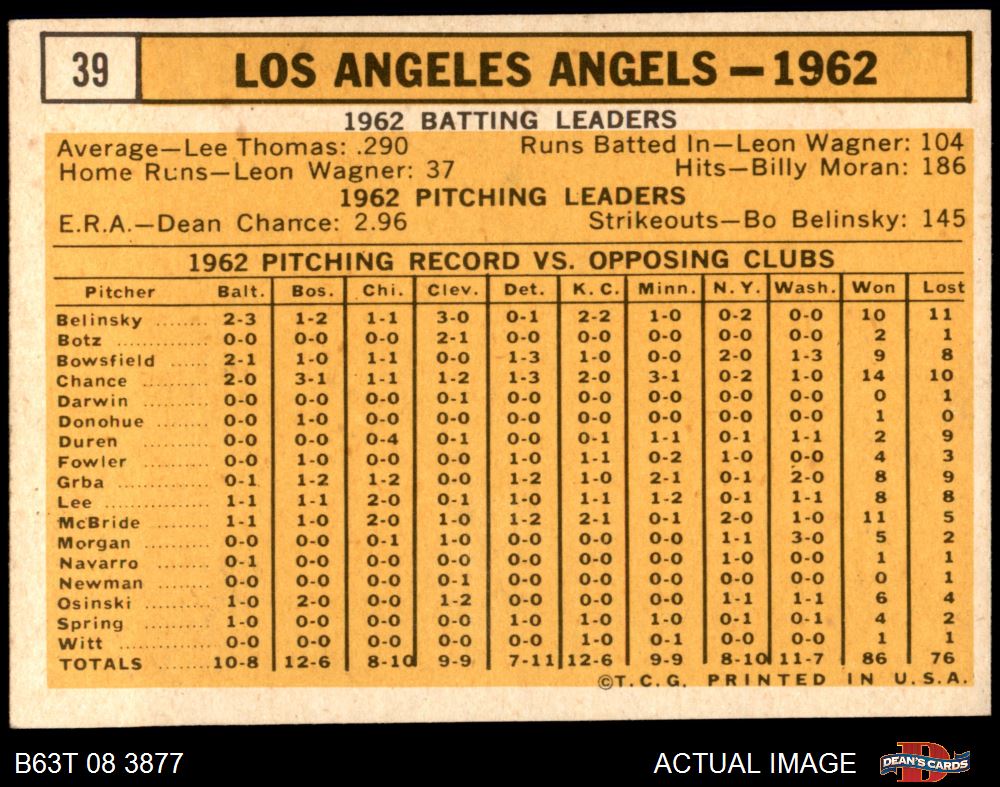 39 LOS ANGELES ANGELS — 1962
1962 BATTING LEADERS
Average—Lee Thomas: .290 Runs Batted In—Leon Wagner: 104
Home Runs—Leon Wagner: 37 Hits—Billy Moran: 186
1962 PITCHING LEADERS
E.R.A.—Dean Chance: 2.96 Strikeouts—Bo Belinsky: 145
1962 PITCHING RECORD VS. OPPOSING CLUBS
Pitcher Balt. Bos. Chi. Clev. Det. K. C. Minn. N. Y. Wash. Won Lost
Belinsky ........ 2-3 1-2 1-1 3-0 0-1 2-2 1-0 0-2 0-0 10 11
Botz .............. 0-0 0-0 0-0 2-1 0-0 0-0 0-0 0-0 0-0 2 1
Bowsfield ...... 2-1 1-0 1-1 0-0 1-3 1-0 0-0 2-0 1-3 9 8
Chance .......... 2-0 3-1 1-1 1-2 1-3 2-0 3-1 0-2 1-0 14 10
Darwin .......... 0-0 0-0 0-0 0-1 0-0 0-0 0-0 0-0 0-0 0 1
Donohue ........ 0-0 1-0 0-0 0-0 0-0 0-0 0-0 0-0 0-0 1 0
Duren ............ 0-0 0-0 0-4 0-1 0-0 0-1 1-1 0-1 1-1 2 9
Fowler .......... 0-0 1-0 0-0 0-0 1-0 1-1 0-2 1-0 0-0 4 3
Grba .............. 0-1 1-2 1-2 0-0 1-2 1-0 2-1 0-1 2-0 8 9
Lee ................ 1-1 1-1 2-0 0-1 1-0 1-1 1-2 0-1 1-1 8 8
McBride ........ 1-1 1-0 2-0 1-0 1-2 2-1 0-1 2-0 1-0 11 5
Morgan .......... 0-0 0-0 0-1 1-0 0-0 0-0 0-0 1-1 3-0 5 2
Navarro ........ 0-1 0-0 0-0 0-0 0-0 0-0 0-0 1-0 0-0 1 1
Newman ........ 0-0 0-0 0-0 0-1 0-0 0-0 0-0 0-0 0-0 0 1
Osinski .......... 1-0 2-0 0-0 1-2 0-0 0-0 0-0 1-1 1-1 6 4
Spring ............ 1-0 0-0 0-0 0-0 1-0 1-0 1-0 0-1 0-1 4 2
Witt ................ 0-0 0-0 0-0 0-0 0-0 1-0 0-1 0-0 0-0 1 1
TOTALS .......... 10-8 12-6 8-10 9-9 7-11 12-6 9-9 8-10 11-7 86 76
©T.C.G. PRINTED IN U.S.A.
B63T 08 3877 ACTUAL IMAGE D DEAN'S CARDS